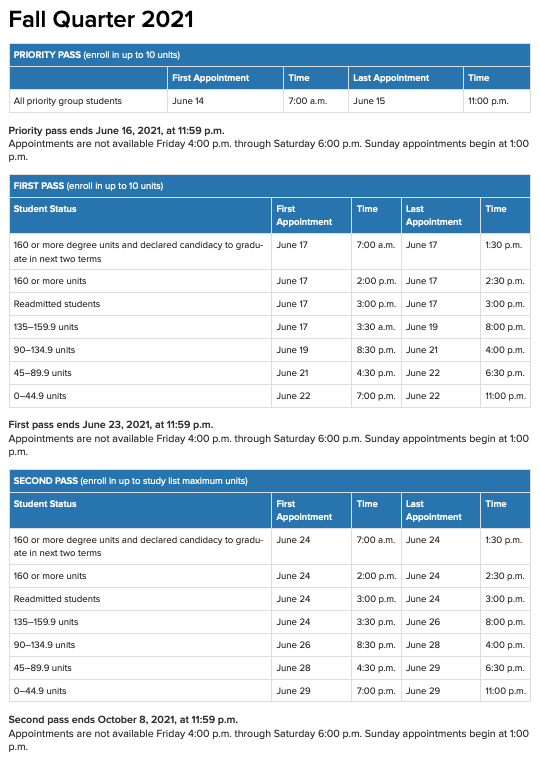 Fall Quarter 2021
PRIORITY PASS (enroll in up to 10 units)
First Appointment Time Last Appointment Time
All priority group students June 14 7:00 a.m. June 15 11:00 p.m.
Priority pass ends June 16, 2021, at 11:59 p.m.
Appointments are not available Friday 4:00 p.m. through Saturday 6:00 p.m. Sunday appointments begin at 1:00
p.m.
FIRST PASS (enroll in up to 10 units)
Student Status First Time Last Time
Appointment Appointment
160 or more degree units and declared candidacy to gradu- June 17 7:00 a.m. June 17 1:30 p.m.
ate in next two terms
160 or more units June 17 2:00 p.m. June 17 2:30 p.m.
Readmitted students June 17 3:00 p.m. June 17 3:00 p.m.
135–159.9 units June 17 3:30 a.m. June 19 8:00 p.m.
90–134.9 units June 19 8:30 p.m. June 21 4:00 p.m.
45–89.9 units June 21 4:30 p.m. June 22 6:30 p.m.
0–44.9 units June 22 7:00 p.m. June 22 11:00 p.m.
First pass ends June 23, 2021, at 11:59 p.m.
Appointments are not available Friday 4:00 p.m. through Saturday 6:00 p.m. Sunday appointments begin at 1:00
p.m.
SECOND PASS (enroll in up to study list maximum units)
Student Status First Time Last Time
Appointment Appointment
160 or more degree units and declared candidacy to gradu- June 24 7:00 a.m. June 24 1:30 p.m.
ate in next two terms
160 or more units June 24 2:00 p.m. June 24 2:30 p.m.
Readmitted students June 24 3:00 p.m. June 24 3:00 p.m.
135–159.9 units June 24 3:30 p.m. June 26 8:00 p.m.
90–134.9 units June 26 8:30 p.m. June 28 4:00 p.m.
45–89.9 units June 28 4:30 p.m. June 29 6:30 p.m.
0–44.9 units June 29 7:00 p.m. June 29 11:00 p.m.
Second pass ends October 8, 2021, at 11:59 p.m.
Appointments are not available Friday 4:00 p.m. through Saturday 6:00 p.m. Sunday appointments begin at 1:00
p.m.